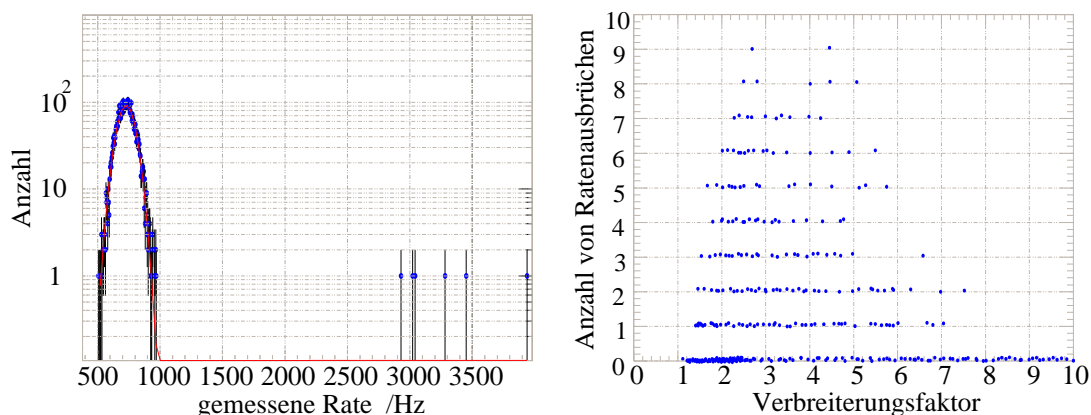 Anzahl
10²
10
1
500 1000 1500 2000 2500 3000 3500
gemessene Rate /Hz
Anzahl von Ratenausbrüchen
10
9
8
7
6
5
4
3
2
1
0
0 1 2 3 4 5 6 7 8 9 10
Verbreiterungsfaktor